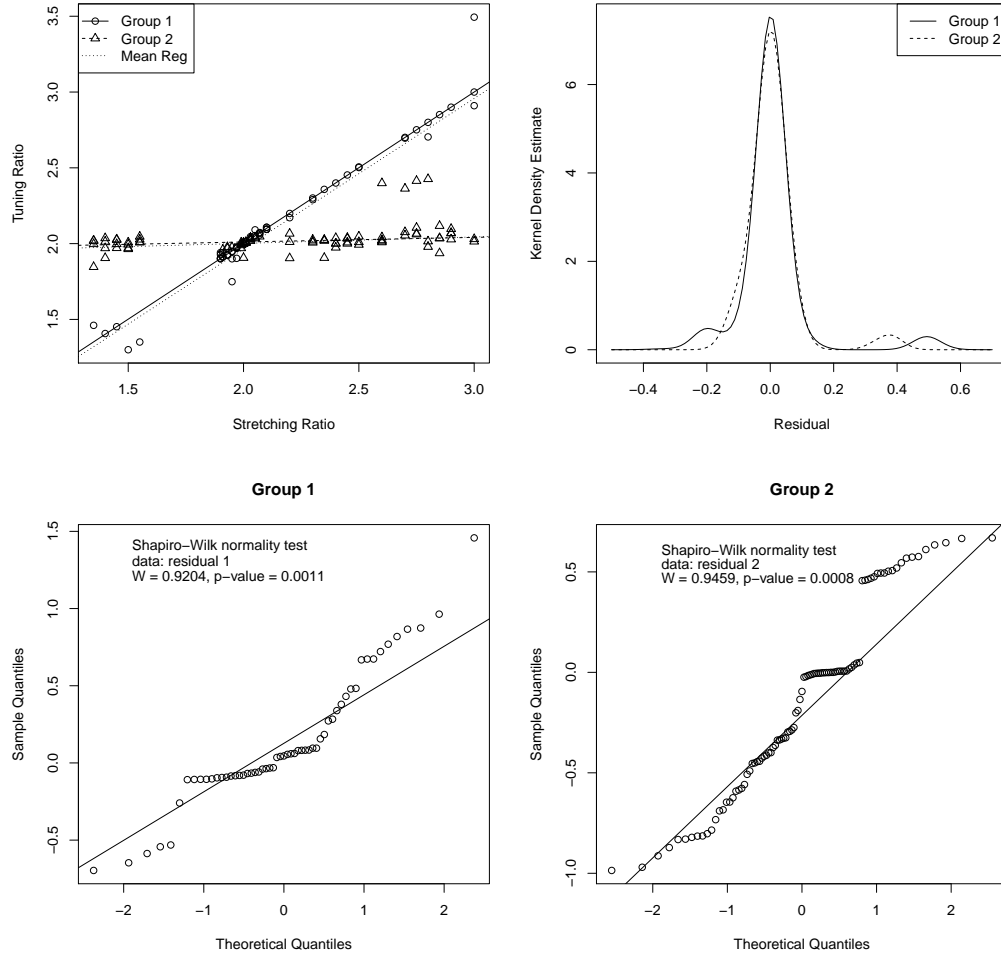 Group 1
Group 2
Mean Reg
3.5
3.0
2.5
2.0
1.5
Tuning Ratio
1.5
2.0
2.5
3.0
Stretching Ratio
Group 1
Group 2
6
4
2
0
Kernel Density Estimate
−0.4
−0.2
0.0
0.2
0.4
0.6
Residual
Group 1
Shapiro−Wilk normality test
data: residual 1
W = 0.9204, p−value = 0.0011
1.5
1.0
0.5
0.0
−0.5
Sample Quantiles
−2
−1
0
1
2
Theoretical Quantiles
Group 2
Shapiro−Wilk normality test
data: residual 2
W = 0.9459, p−value = 0.0008
0.5
0.0
−0.5
−1.0
Sample Quantiles
−2
−1
0
1
2
Theoretical Quantiles